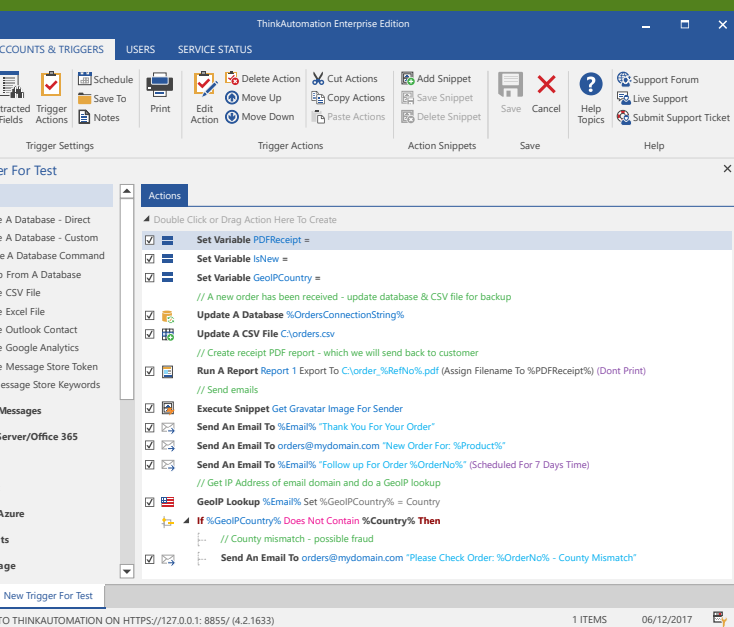 ThinkAutomation Enterprise Edition
CCOUNTS & TRIGGERS USERS SERVICE STATUS
tracted Fields
Trigger Actions
Schedule
Save To
Notes
Print
Edit Action
Delete Action
Move Up
Move Down
Cut Actions
Copy Actions
Paste Actions
Add Snippet
Save Snippet
Delete Snippet
Save
Cancel
Help Topics
Support Forum
Live Support
Submit Support Ticket
Trigger Settings Trigger Actions Action Snippets Save Help
er For Test
e A Database - Direct
e A Database - Custom
e A Database Command
p From A Database
e CSV File
e Excel File
e Outlook Contact
e Google Analytics
e Message Store Token
essage Store Keywords
Messages
Server/Office 365
Azure
ts
age
Actions
Double Click or Drag Action Here To Create
Set Variable PDFReceipt =
Set Variable IsNew =
Set Variable GeoIPCountry =
// A new order has been received - update database & CSV file for backup
Update A Database %OrdersConnectionString%
Update A CSV File C:\orders.csv
// Create receipt PDF report - which we will send back to customer
Run A Report Report 1 Export To C:\order_%RefNo%.pdf (Assign Filename To %PDFReceipt%) (Dont Print)
// Send emails
Execute Snippet Get Gravatar Image For Sender
Send An Email To %Email% "Thank You For Your Order"
Send An Email To orders@mydomain.com "New Order For: %Product%"
Send An Email To %Email% "Follow up For Order %OrderNo%" (Scheduled For 7 Days Time)
// Get IP Address of email domain and do a GeoIP lookup
GeoIP Lookup %Email% Set %GeoIPCountry% = Country
If %GeoIPCountry% Does Not Contain %Country% Then
// County mismatch - possible fraud
Send An Email To orders@mydomain.com "Please Check Order: %OrderNo% - County Mismatch"
New Trigger For Test
TO THINKAUTOMATION ON HTTPS://127.0.0.1: 8855/ (4.2.1633) 1 ITEMS 06/12/2017